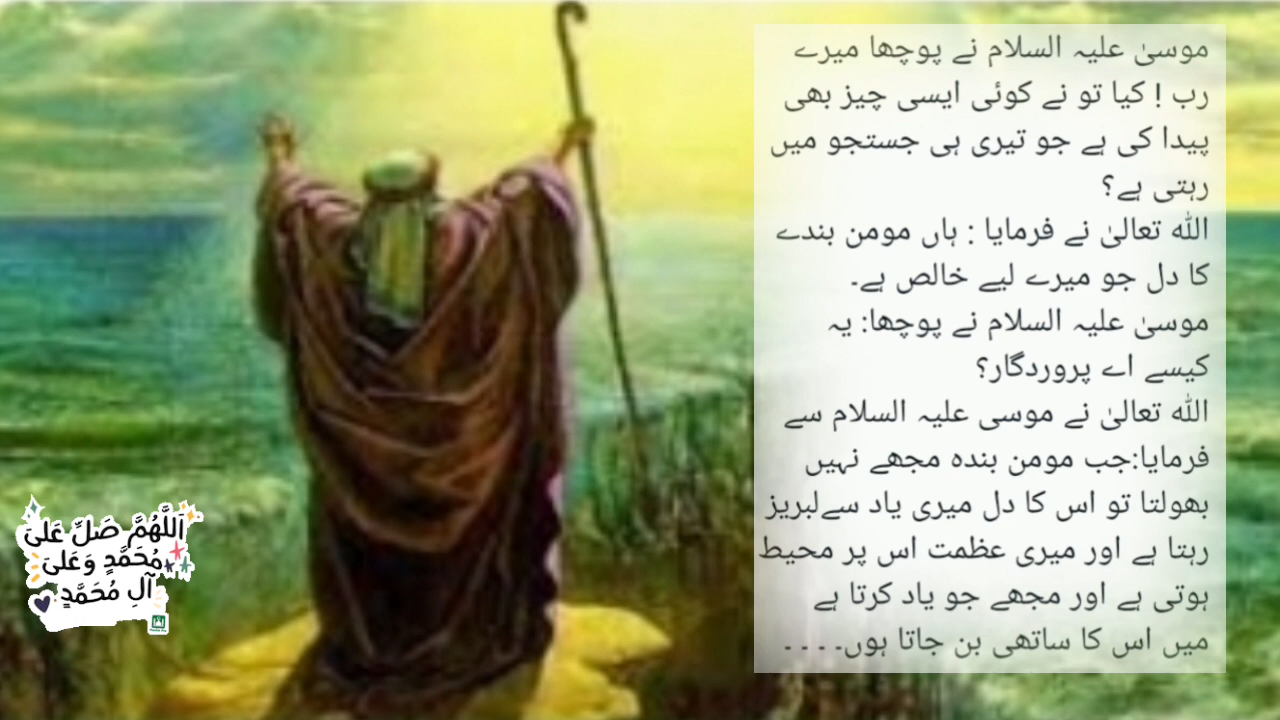 موسیٰ علیہ السلام نے پوچھا میرے
رب ! کیا تو نے کوئی ایسی چیز بھی
پیدا کی ہے جو تیری ہی جستجو میں
رہتی ہے؟
اللہ تعالیٰ نے فرمایا : ہاں مومن بندے
کا دل جو میرے لیے خالص ہے۔
موسیٰ علیہ السلام نے پوچھا: یہ
کیسے اے پروردگار؟
اللہ تعالیٰ نے موسی علیہ السلام سے
فرمایا:جب مومن بندہ مجھے نہیں
بھولتا تو اس کا دل میری یاد سےلبریز
رہتا ہے اور میری عظمت اس پر محیط
ہوتی ہے اور مجھے جو یاد کرتا ہے
میں اس کا ساتھی بن جاتا ہوں۔ ۔ ۔ ۔
اَللَّهُمَّ صَلِّ عَلىَ
مُحَمَّدٍ وَعَلىَ
آلِ مُحَمَّدٍ